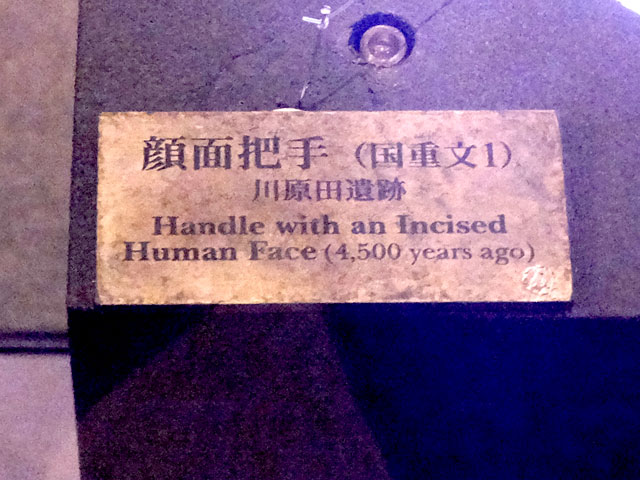 顔面把手（国重文1）
川原田遺跡
Handle with an Incised
Human Face (4,500 years ago)